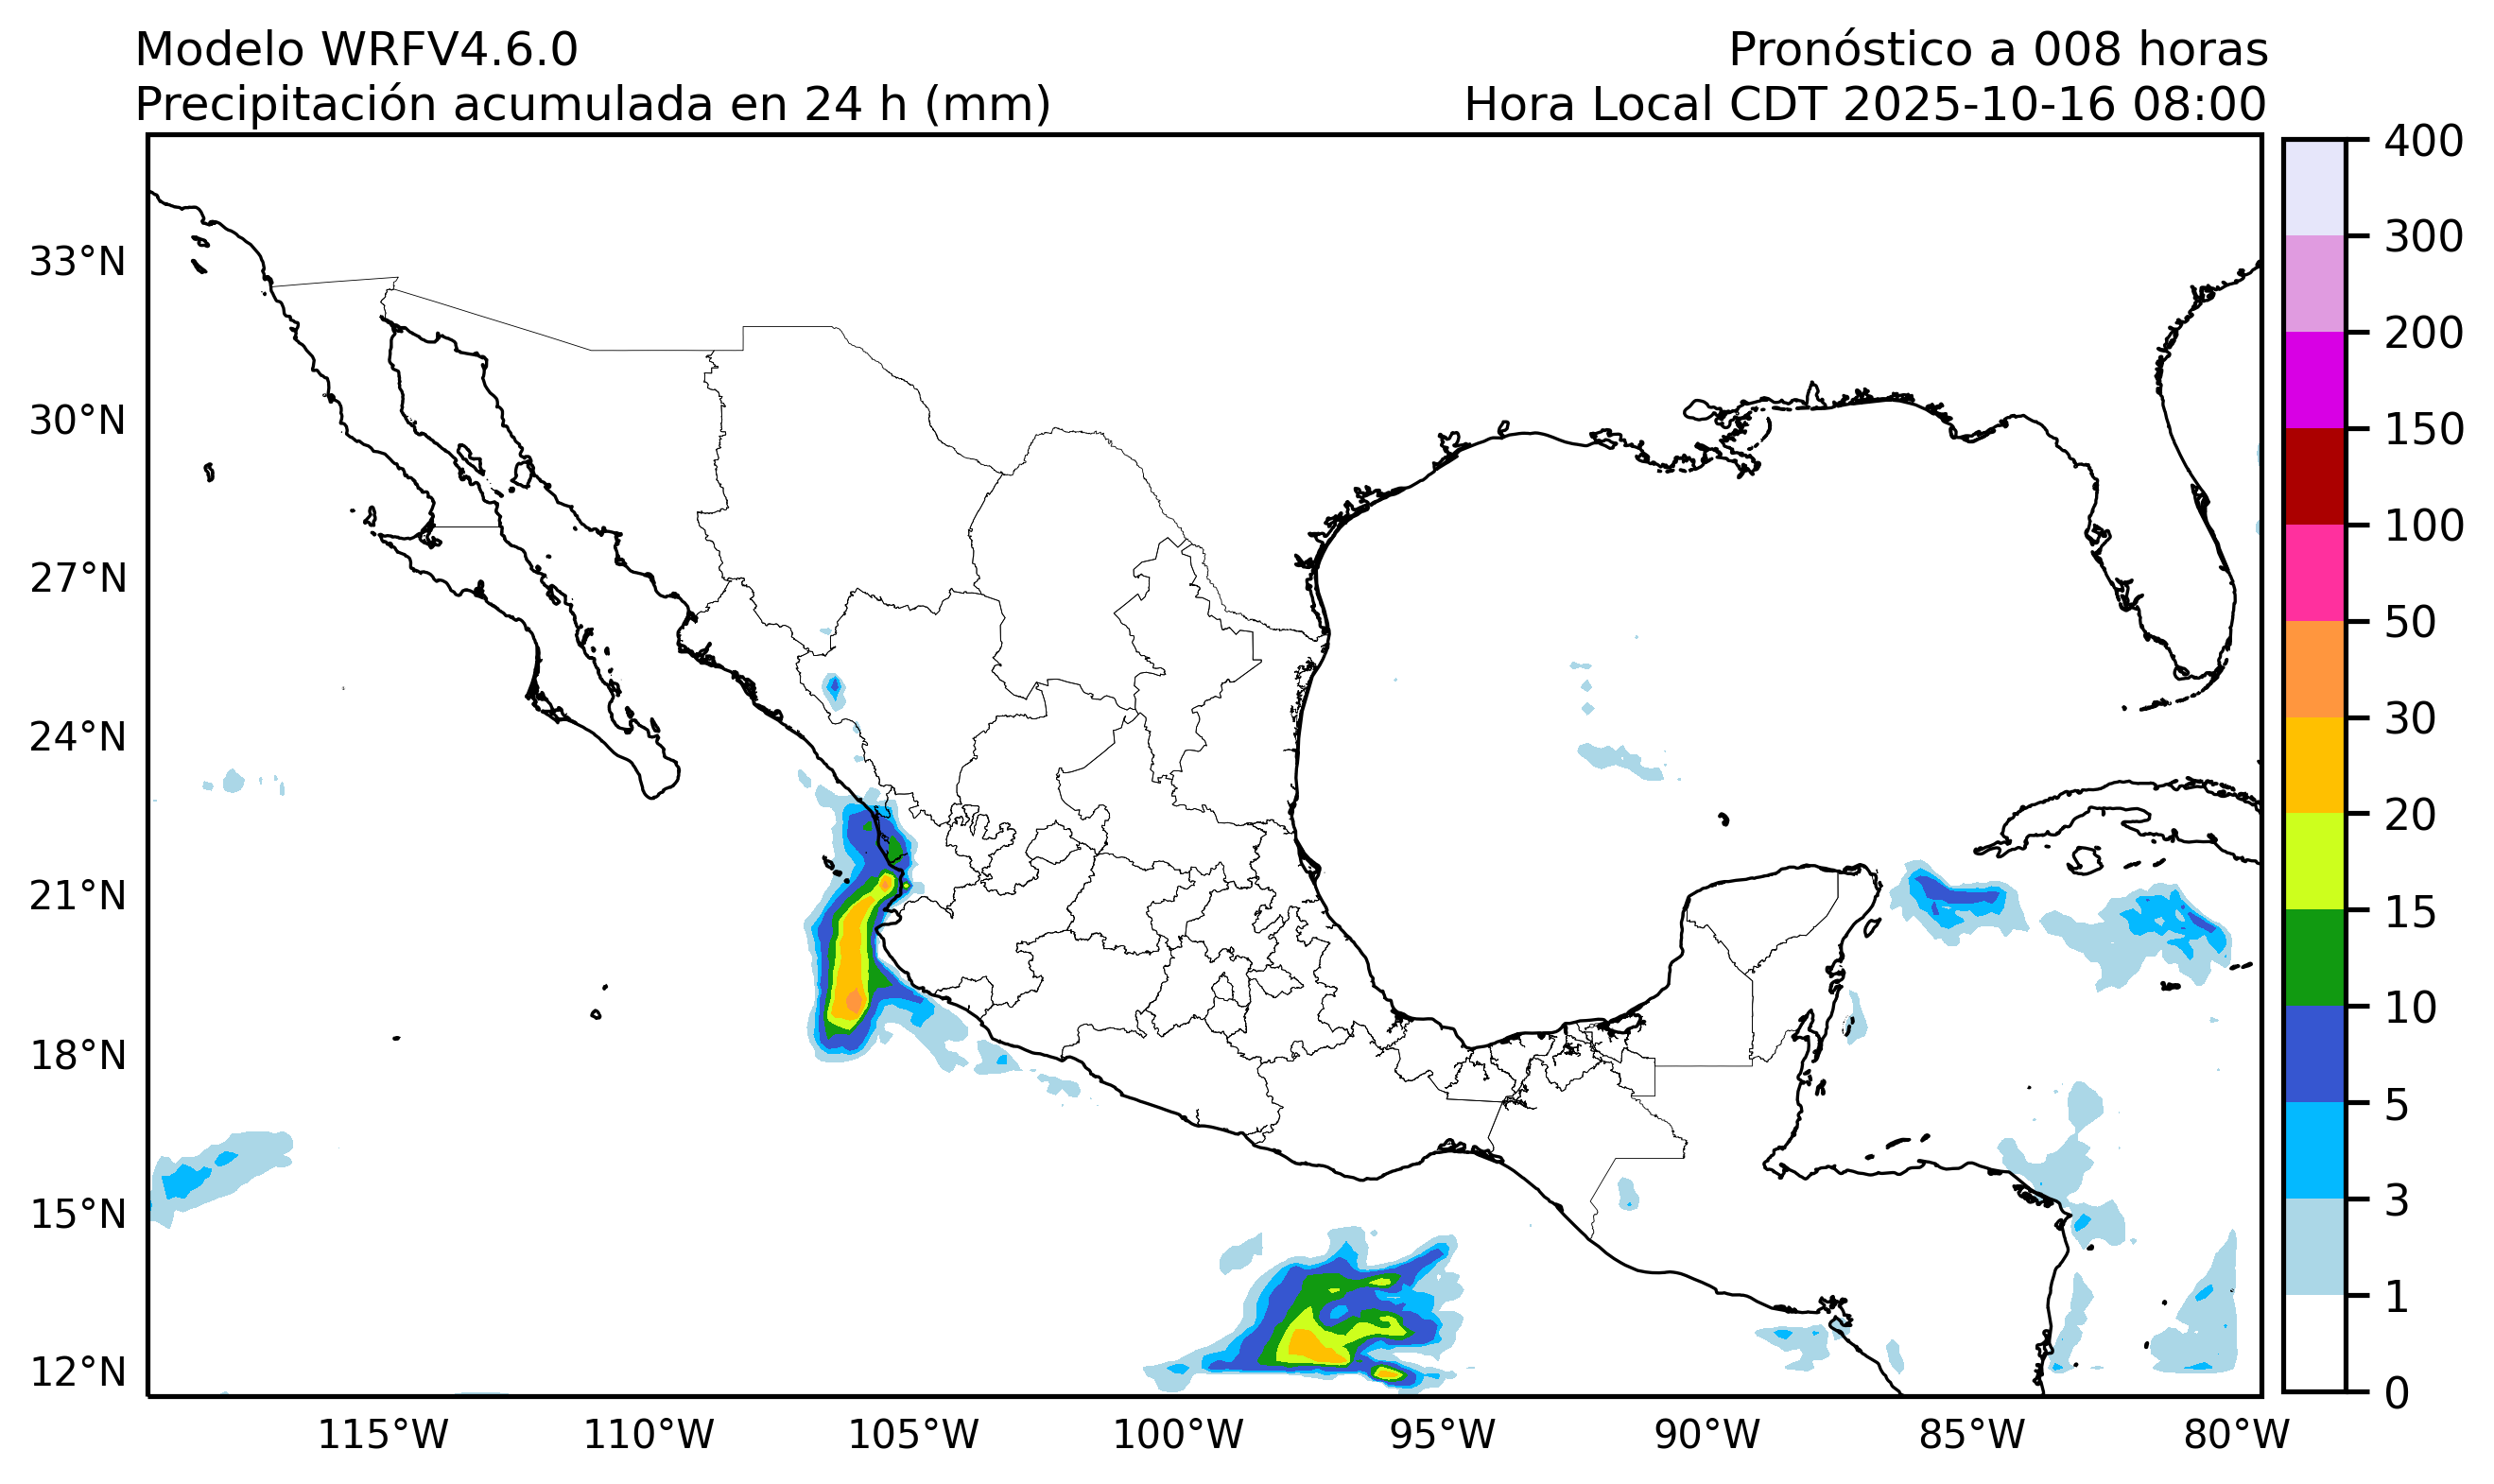 Modelo WRFV4.6.0
Pronóstico a 008 horas
Precipitación acumulada en 24 h (mm)
Hora Local CDT 2025-10-16 08:00
400
300
200
150
100
50
30
20
15
10
5
3
1
0
33°N
30°N
27°N
24°N
21°N
18°N
15°N
12°N
115°W
110°W
105°W
100°W
95°W
90°W
85°W
80°W